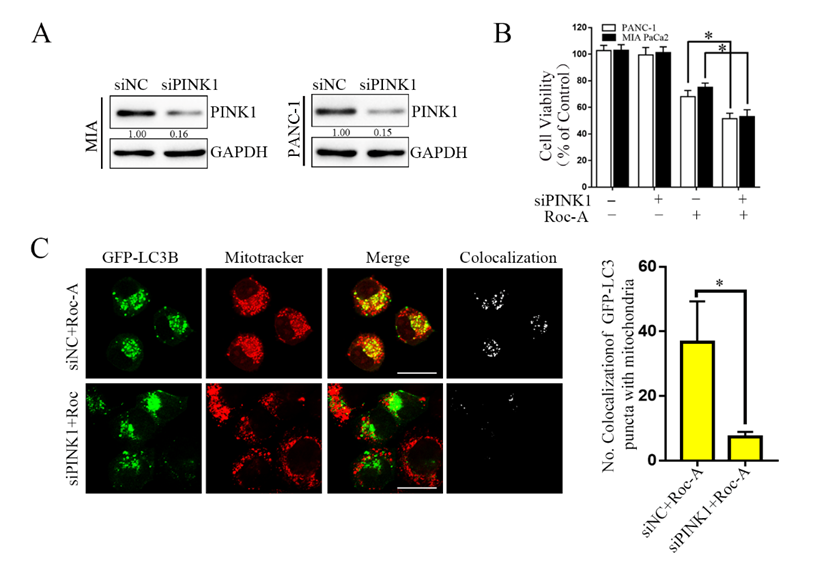 A
siNC siPINK1
PINK1
1.00 0.16
GAPDH
MIA
siNC siPINK1
PINK1
1.00 0.15
GAPDH
PANC-1
B
PANC-1
MIA PaCa2
* *
120
100
80
60
40
20
0
Cell Viability
(% of Control)
siPINK1 – + – +
Roc-A – – + +
C
GFP-LC3B Mitotracker Merge Colocalization
siNC+Roc-A
siPINK1+Roc
No. Colocalizationof GFP-LC3
puncta with mitochondria
60
40
20
0
*
siNC+Roc-A
siPINK1+Roc-A